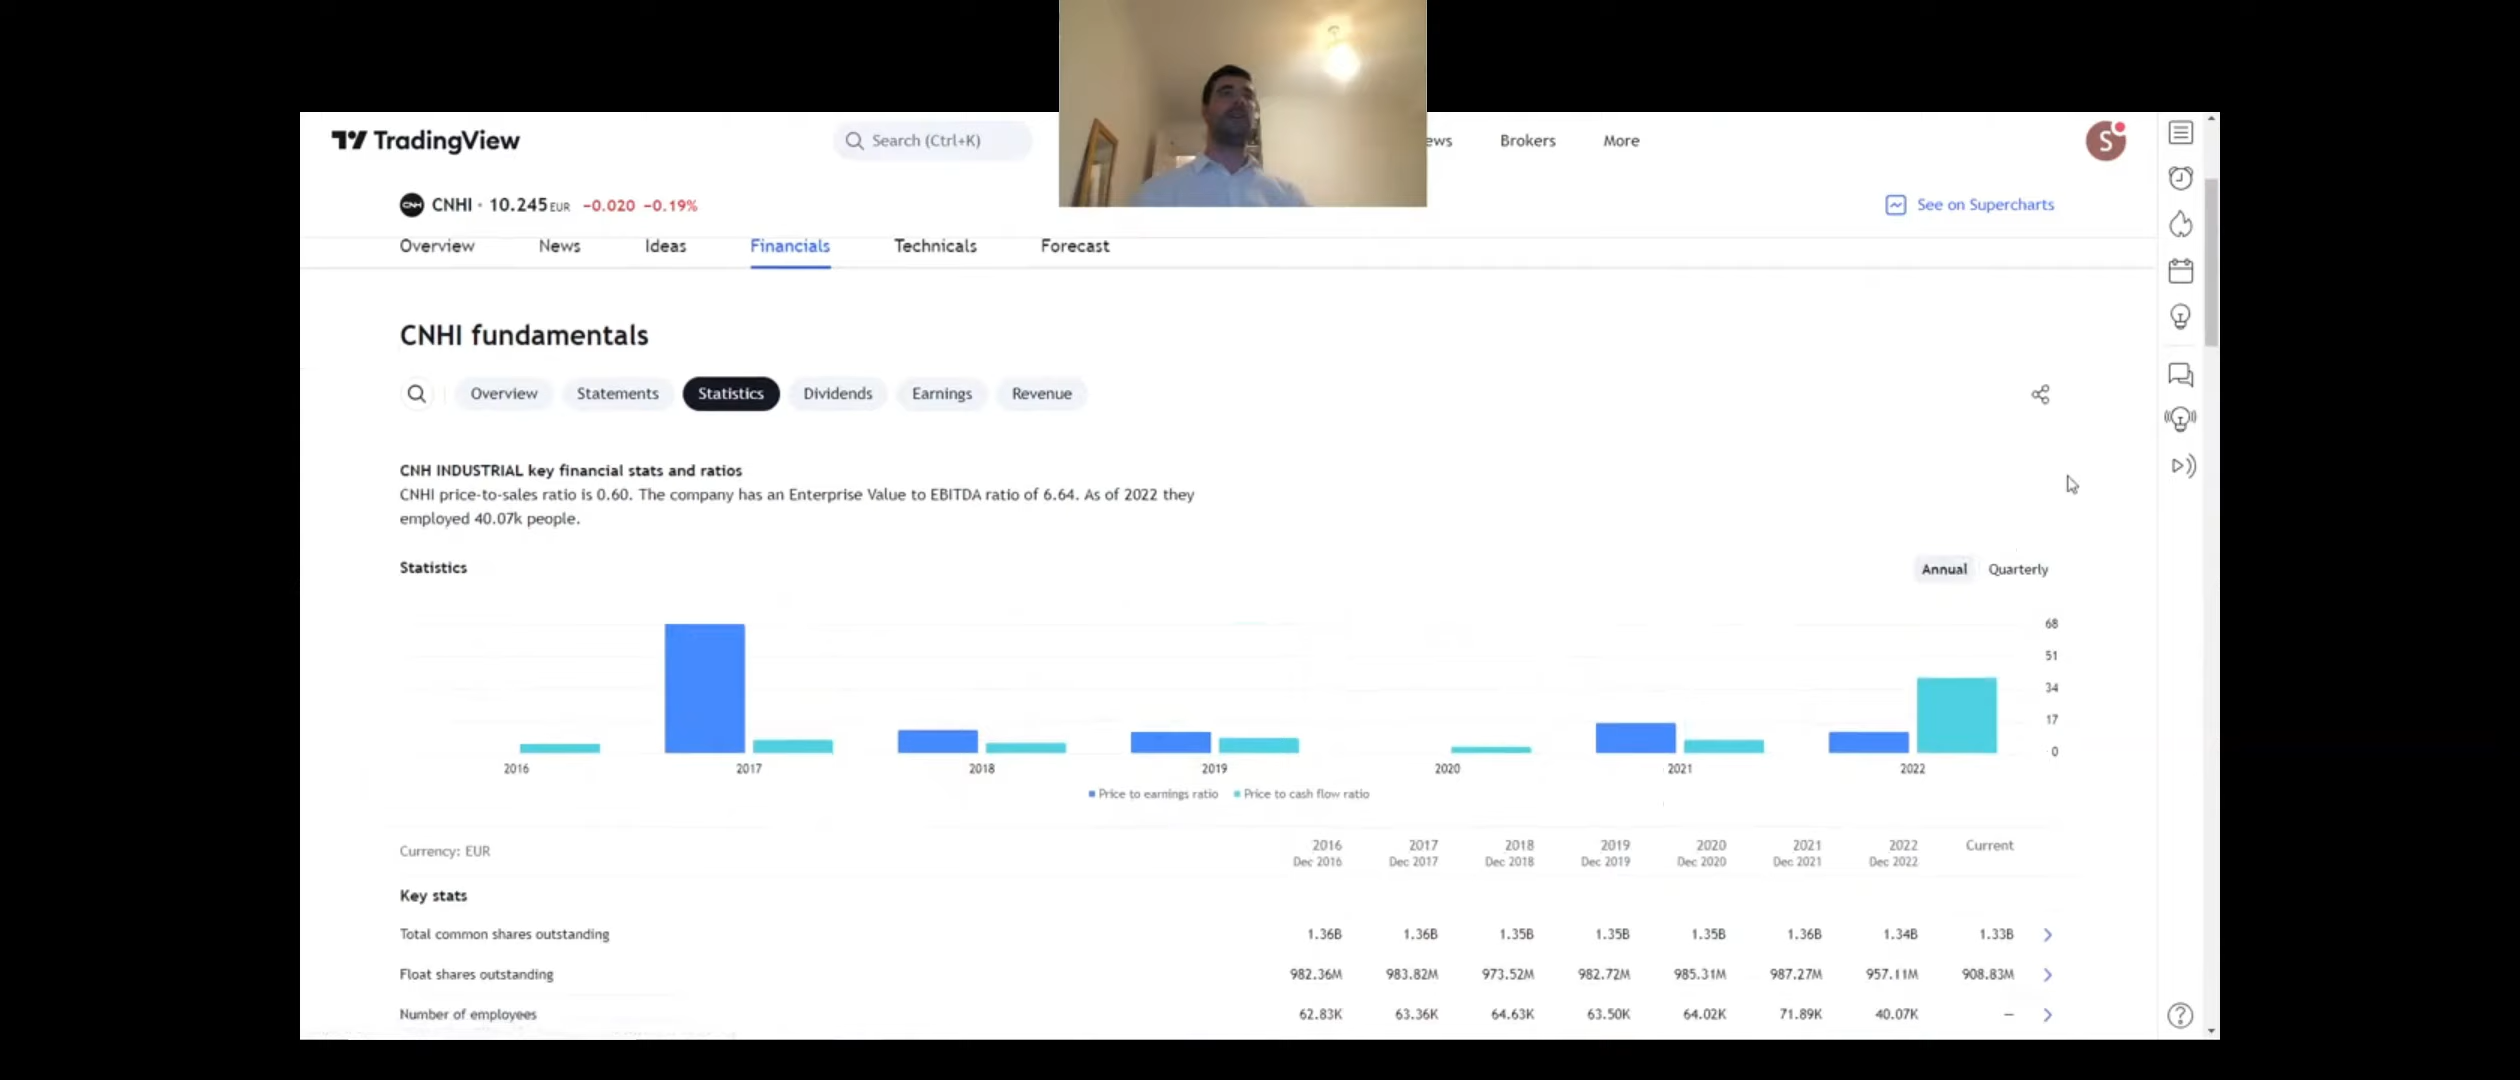 TradingView
Search (Ctrl+K)
ews
Brokers
More
S
CNH
CNHI · 10.245 EUR −0.020 −0.19%
See on Supercharts
Overview
News
Ideas
Financials
Technicals
Forecast
CNHI fundamentals
Overview
Statements
Statistics
Dividends
Earnings
Revenue
CNH INDUSTRIAL key financial stats and ratios
CNHI price-to-sales ratio is 0.60. The company has an Enterprise Value to EBITDA ratio of 6.64. As of 2022 they
employed 40.07k people.
Statistics
Annual
Quarterly
68
51
34
17
0
2016 2017 2018 2019 2020 2021 2022
Price to earnings ratio Price to cash flow ratio
Currency: EUR
2016 2017 2018 2019 2020 2021 2022 Current
Dec 2016 Dec 2017 Dec 2018 Dec 2019 Dec 2020 Dec 2021 Dec 2022
Key stats
Total common shares outstanding 1.36B 1.36B 1.35B 1.35B 1.35B 1.36B 1.34B 1.33B
Float shares outstanding 982.36M 983.82M 973.52M 982.72M 985.31M 987.27M 957.11M 908.83M
Number of employees 62.83K 63.36K 64.63K 63.50K 64.02K 71.89K 40.07K —